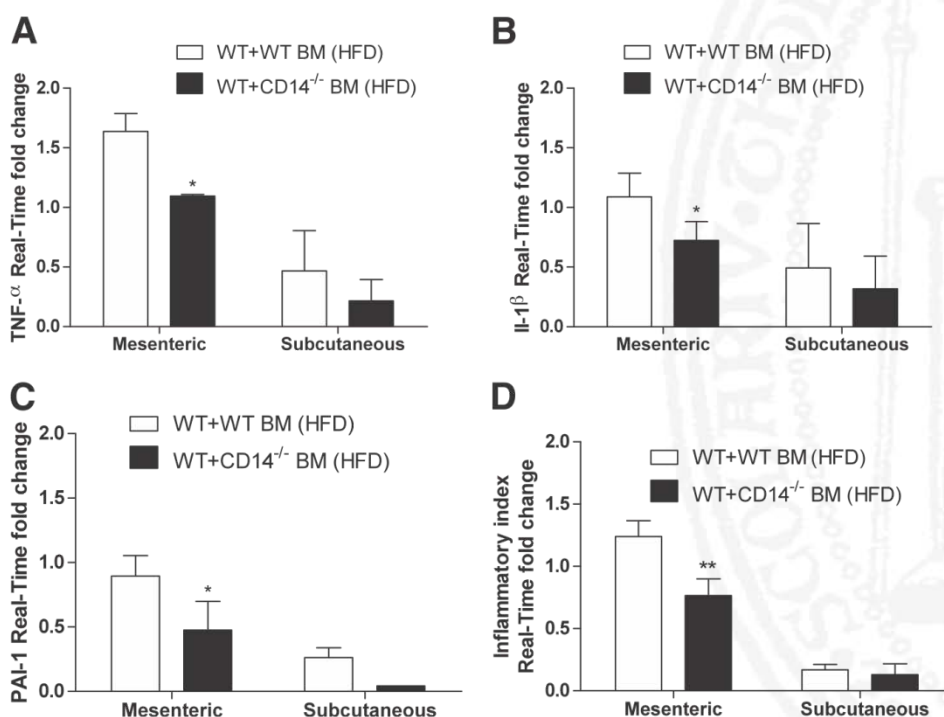 A
WT+WT BM (HFD)
WT+CD14-/- BM (HFD)
TNF-α Real-Time fold change
2.0
1.5
1.0
0.5
0.0
*
Mesenteric
Subcutaneous
B
WT+WT BM (HFD)
WT+CD14-/- BM (HFD)
Il-1β Real-Time fold change
2.0
1.5
1.0
0.5
0.0
*
Mesenteric
Subcutaneous
C
WT+WT BM (HFD)
WT+CD14-/- BM (HFD)
PAI-1 Real-Time fold change
2.0
1.5
1.0
0.5
0.0
*
Mesenteric
Subcutaneous
D
WT+WT BM (HFD)
WT+CD14-/- BM (HFD)
Inflammatory index
Real-Time fold change
2.0
1.5
1.0
0.5
0.0
**
Mesenteric
Subcutaneous